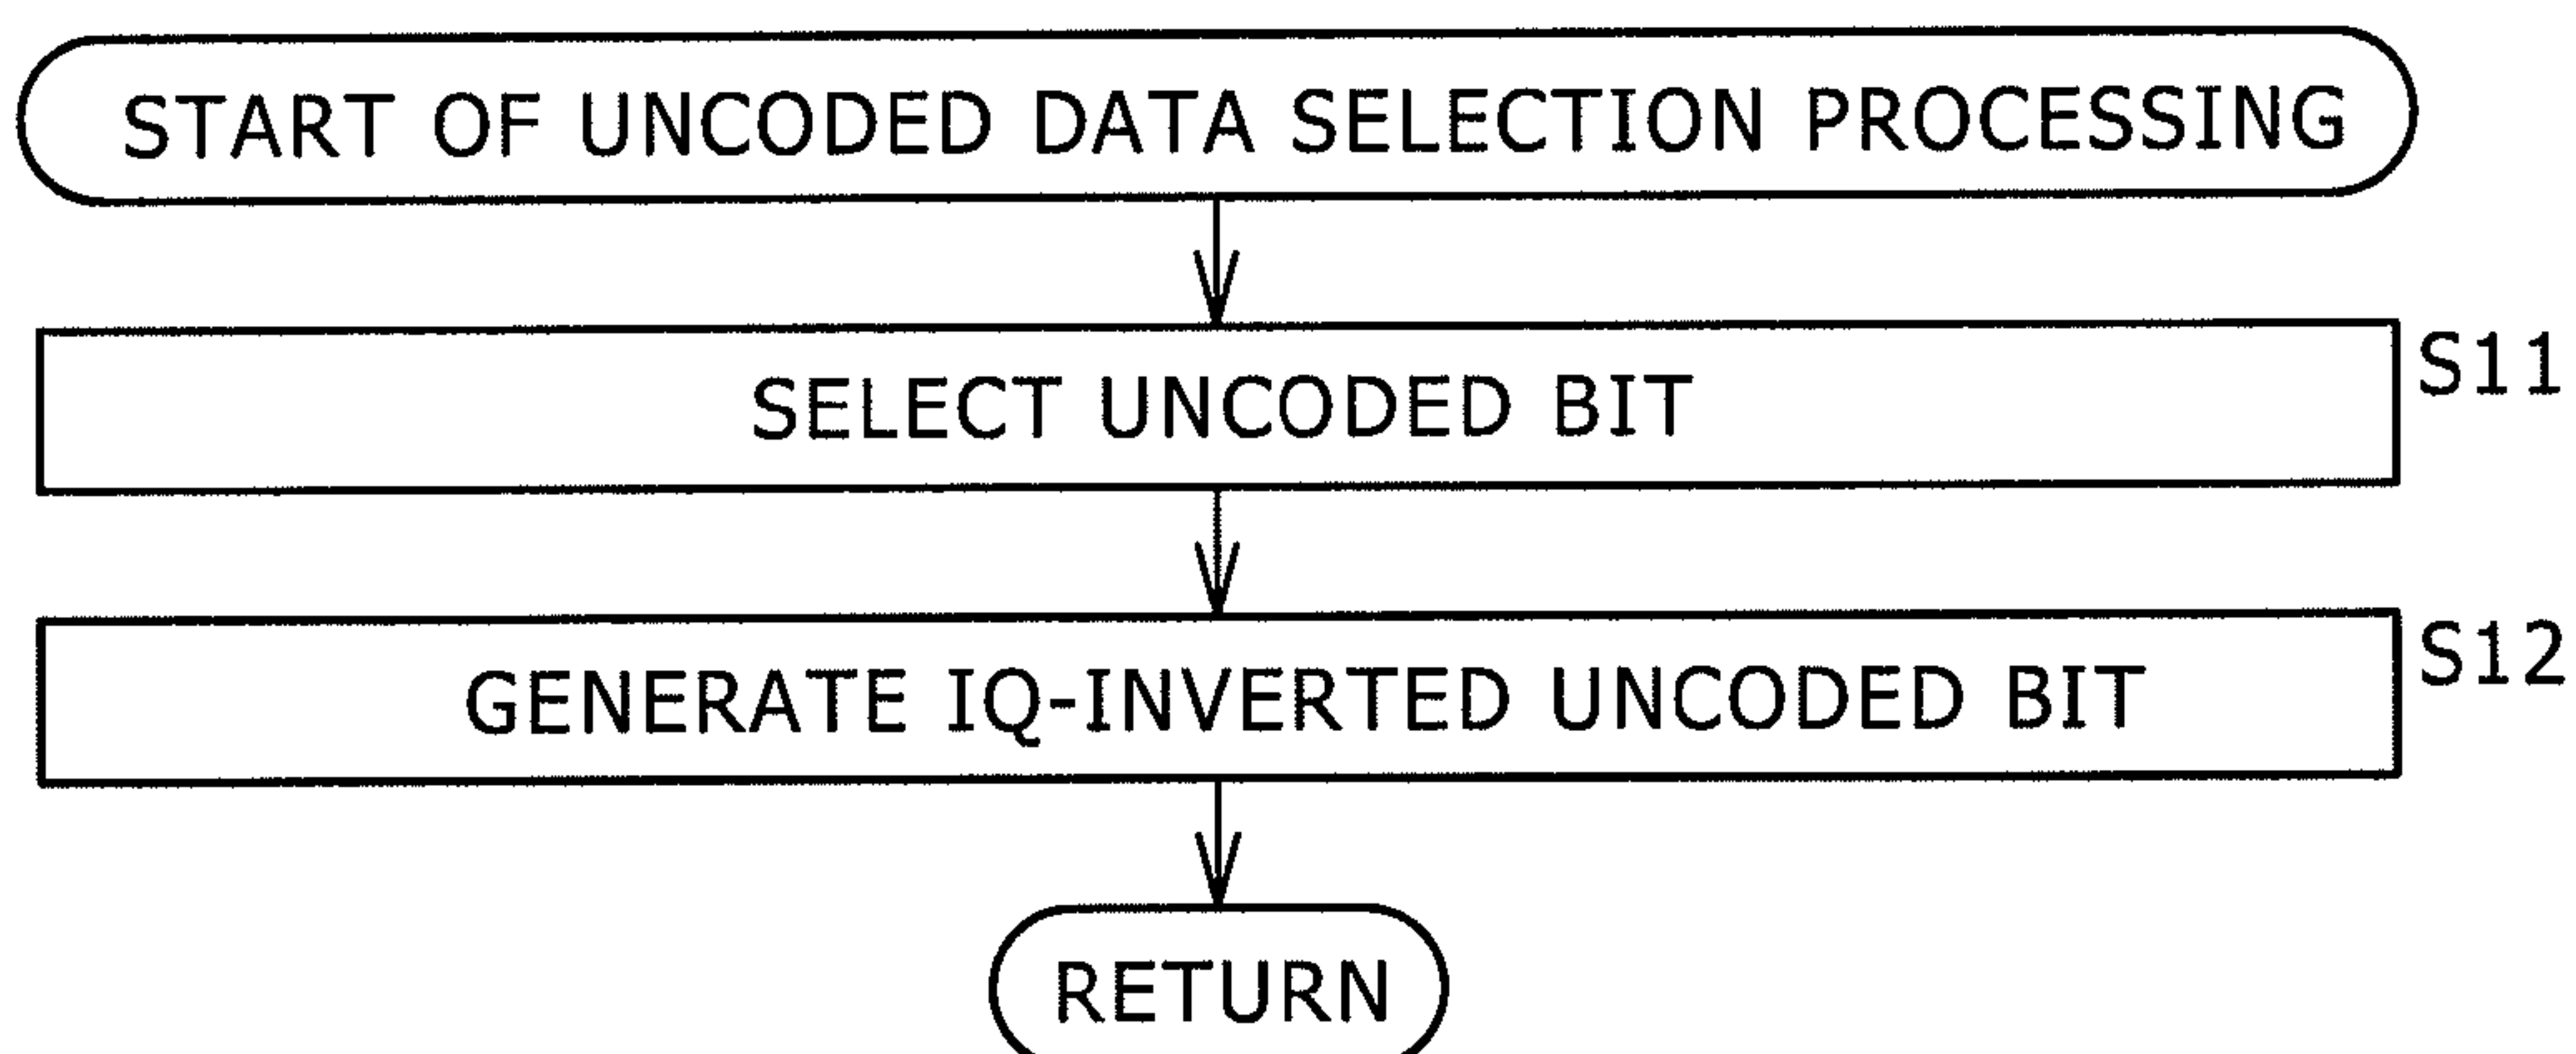 START OF UNCODED DATA SELECTION PROCESSING
SELECT UNCODED BIT
S11
GENERATE IQ-INVERTED UNCODED BIT
S12
RETURN